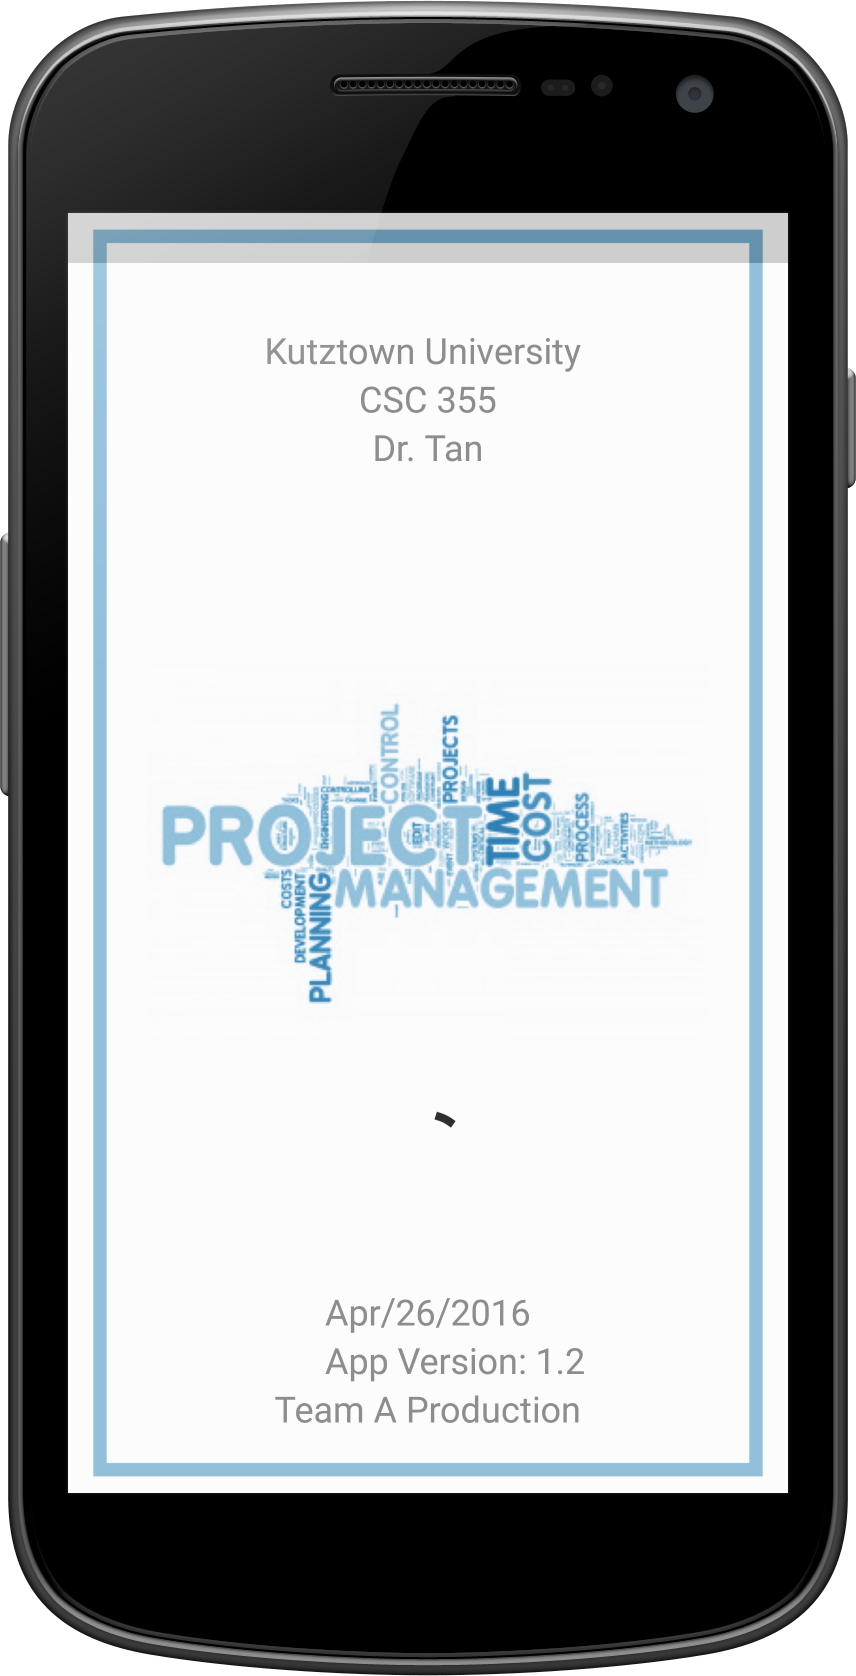 Kutztown University
CSC 355
Dr. Tan
CONTROL
PROJECTS
CONTROLLING
ENGINEERING
PROJECT
EDIT
TIME
COST
PROCESS
ACTIVITIES
METHODOLOGY
MANAGEMENT
COSTS
DEVELOPMENT
PLANNING
Apr/26/2016
App Version: 1.2
Team A Production